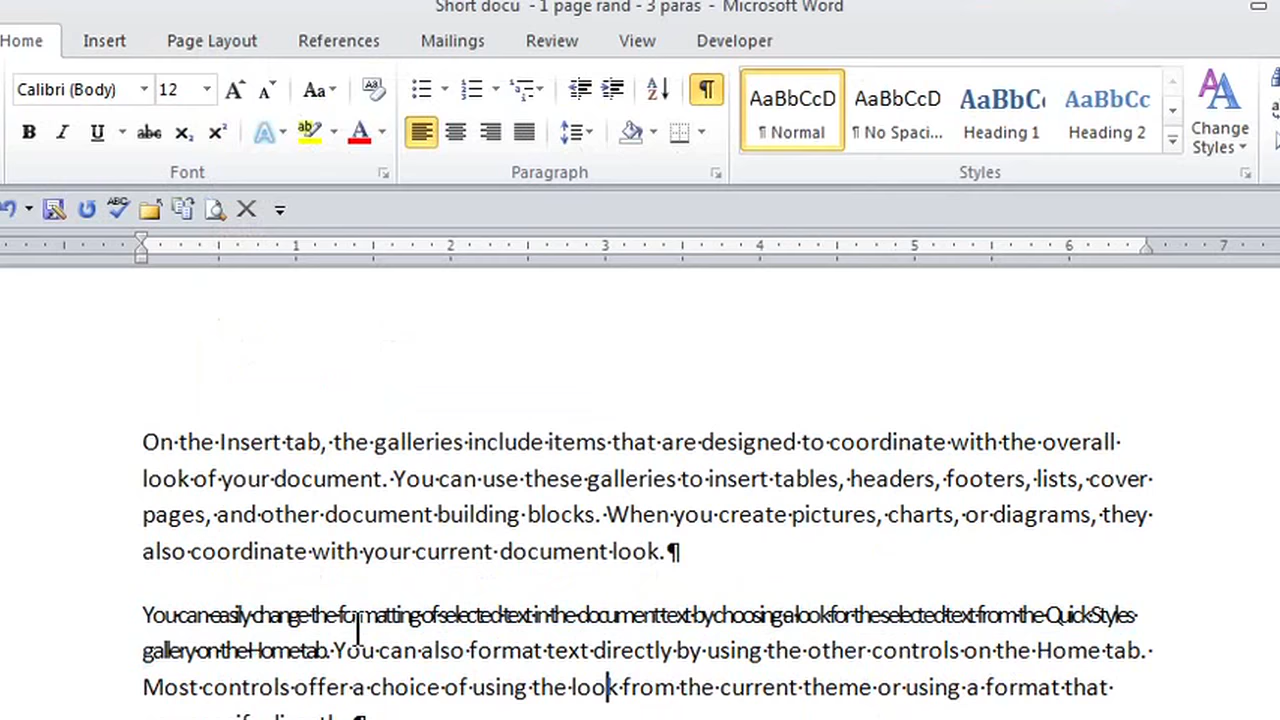 Short docu - 1 page rand - 3 paras - Microsoft Word
Home Insert Page Layout References Mailings Review View Developer
Calibri (Body) 12 Aa AaBbCcD AaBbCcD AaBbC AaBbCc
B I U abc x₂ x² A ab A ¶ Normal ¶ No Spaci... Heading 1 Heading 2 Change Styles
Font Paragraph Styles
ABC
1 2 3 4 5 6 7
On·the·Insert·tab,·the·galleries·include·items·that·are·designed·to·coordinate·with·the·overall·
look·of·your·document.·You·can·use·these·galleries·to·insert·tables,·headers,·footers,·lists,·cover·
pages,·and·other·document·building·blocks.·When·you·create·pictures,·charts,·or·diagrams,·they·
also·coordinate·with·your·current·document·look.¶
You·can·easily·change·the·formatting·of·selected·text·in·the·document·text·by·choosing·a·look·for·the·selected·text·from·the·Quick·Styles·
gallery·on·the·Home·tab.·You·can·also·format·text·directly·by·using·the·other·controls·on·the·Home·tab.·
Most·controls·offer·a·choice·of·using·the·look·from·the·current·theme·or·using·a·format·that·